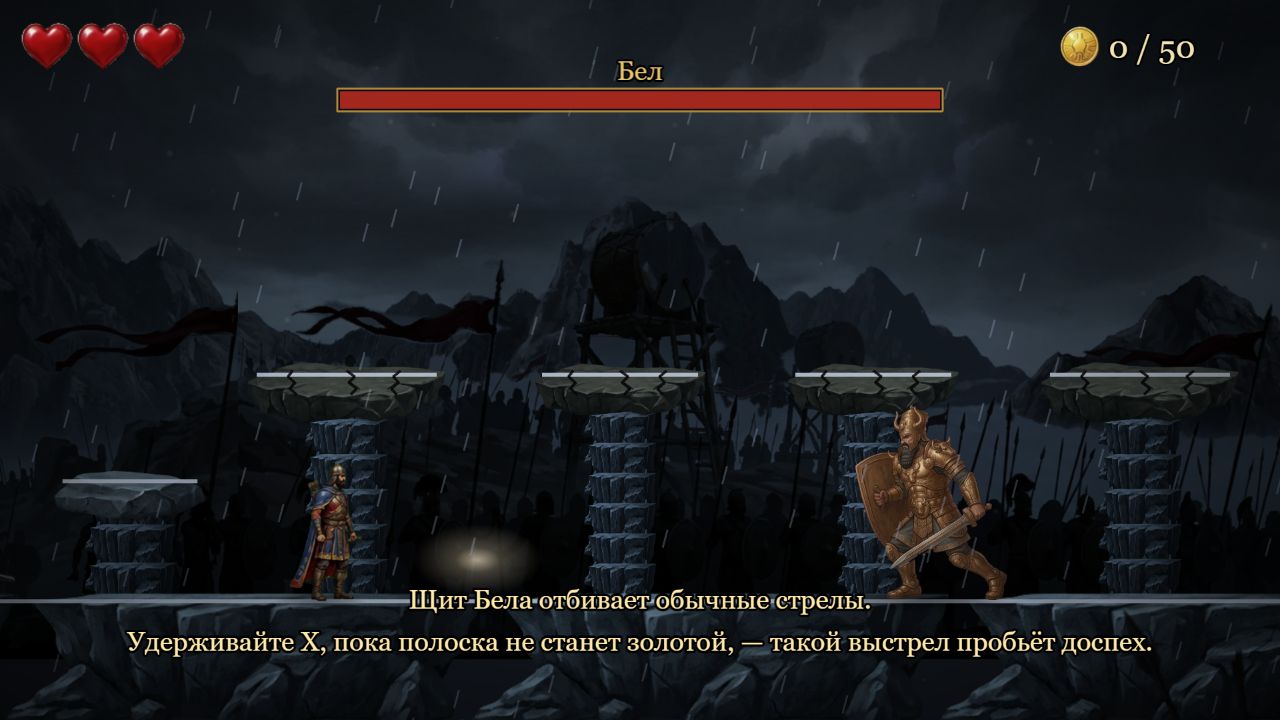 0 / 50
Бел
Щит Бела отбивает обычные стрелы.
Удерживайте X, пока полоска не станет золотой, — такой выстрел пробьёт доспех.